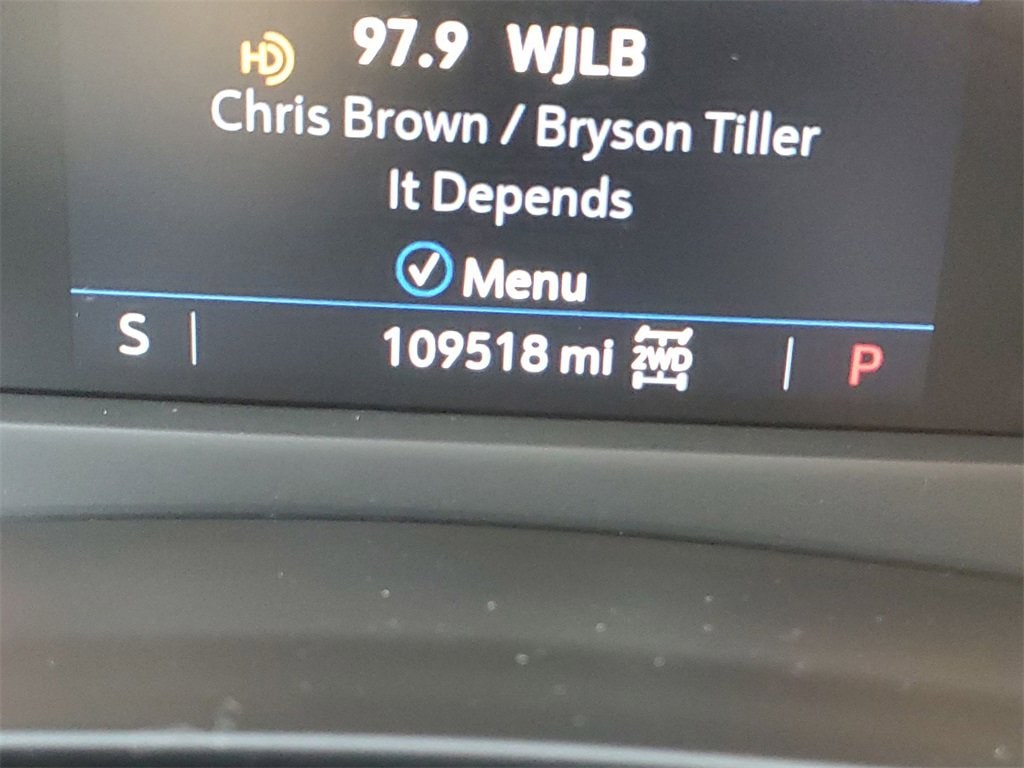 HD 97.9 WJLB
Chris Brown / Bryson Tiller
It Depends
Menu
S 109518 mi 2WD P